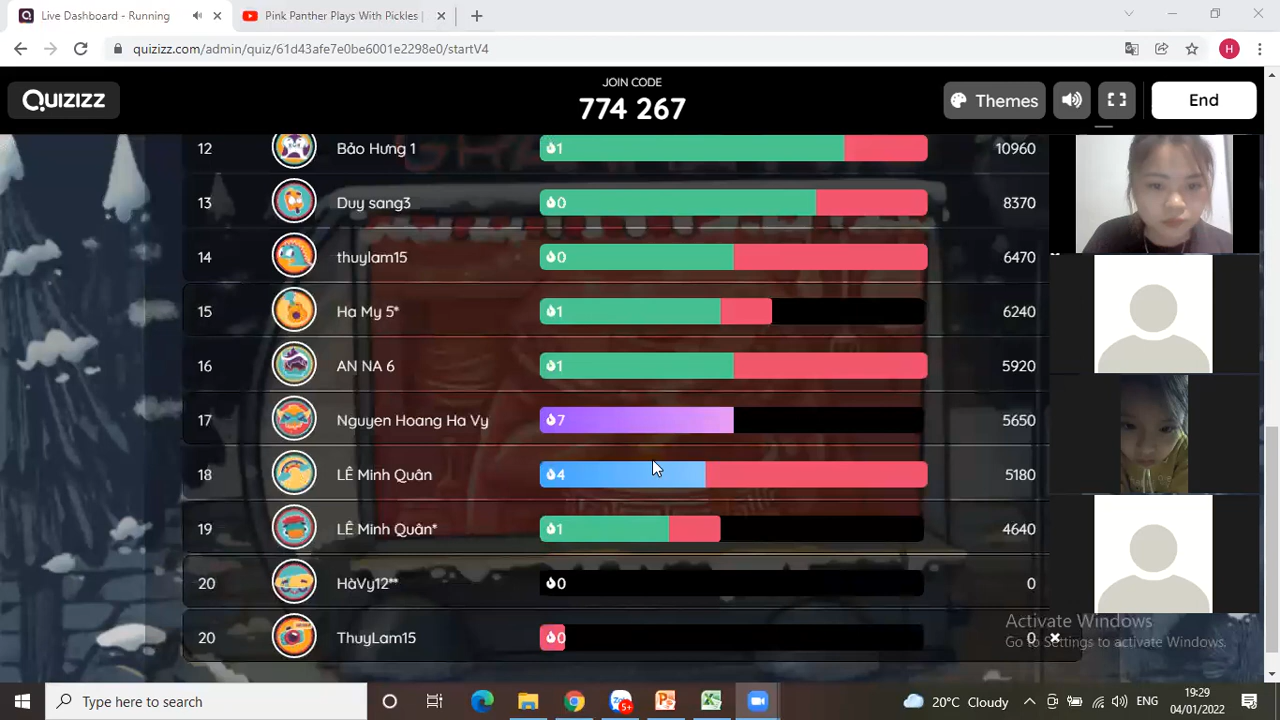 Live Dashboard - Running
Pink Panther Plays With Pickles |
quizizz.com/admin/quiz/61d43afe7e0be6001e2298e0/startV4
H
QUIZIZZ
JOIN CODE
774 267
Themes
End
12 Bảo Hưng 1 1 10960
13 Duy sang3 0 8370
14 thuylam15 0 6470
15 Ha My 5* 1 6240
16 AN NA 6 1 5920
17 Nguyen Hoang Ha Vy 7 5650
18 LÊ Minh Quân 4 5180
19 LÊ Minh Quân* 1 4640
20 HàVy12** 0 0
20 ThuyLam15 0 0
Activate Windows
Go to Settings to activate Windows.
Type here to search
5+
20°C Cloudy
ENG
19:29
04/01/2022